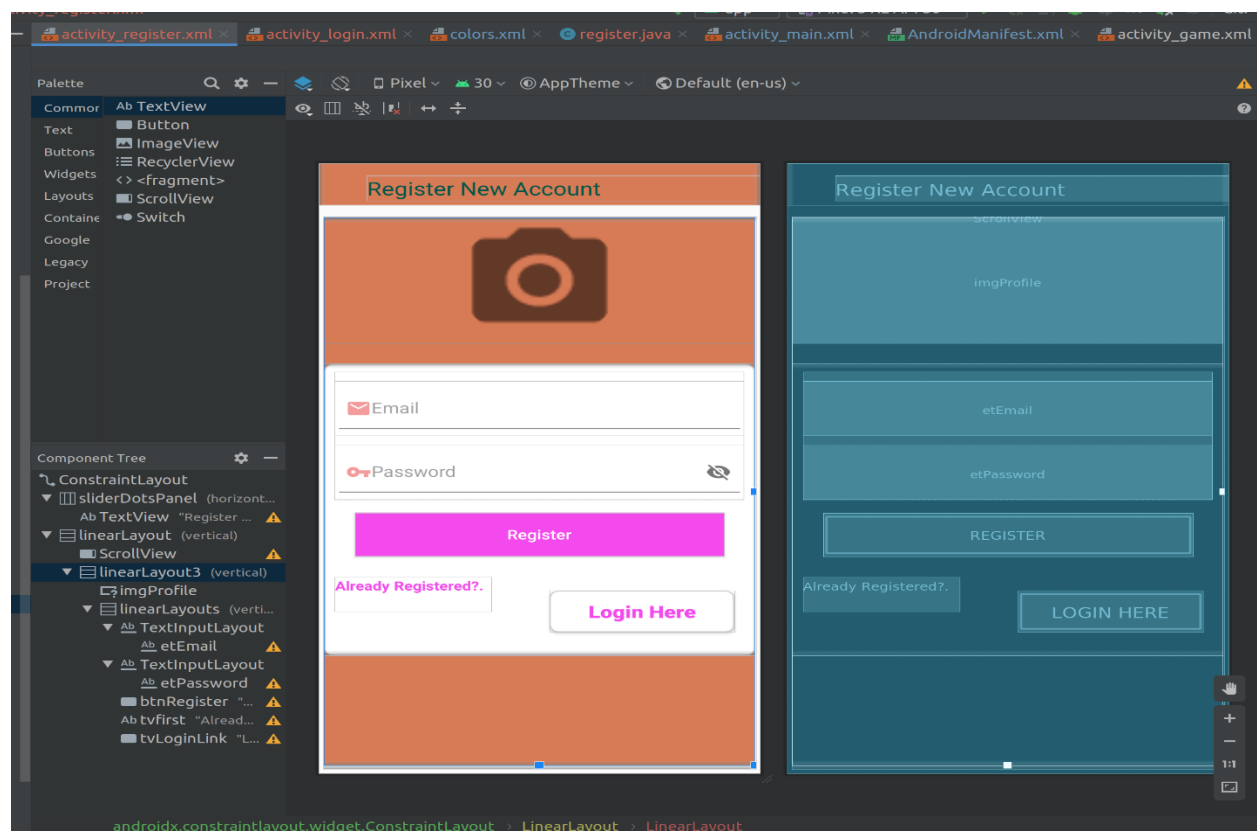 activity_register.xml
activity_register.xml × activity_login.xml × colors.xml × register.java × activity_main.xml × AndroidManifest.xml × activity_game.xml
Palette
Pixel 30 AppTheme Default (en-us)
Commor
Text
Buttons
Widgets
Layouts
Containe
Google
Legacy
Project
Ab TextView
Button
ImageView
RecyclerView
<> <fragment>
ScrollView
Switch
Register New Account
Email
Password
Register
Already Registered?.
Login Here
Register New Account
ScrollView
imgProfile
etEmail
etPassword
REGISTER
Already Registered?.
LOGIN HERE
Component Tree
ConstraintLayout
sliderDotsPanel (horizont...
Ab TextView "Register ...
linearLayout (vertical)
ScrollView
linearLayout3 (vertical)
imgProfile
linearLayouts (verti...
Ab TextInputLayout
Ab etEmail
Ab TextInputLayout
Ab etPassword
btnRegister "...
Ab tvfirst "Alread...
tvLoginLink "L...
+
−
1:1
androidx.constraintlayout.widget.ConstraintLayout > LinearLayout > LinearLayout